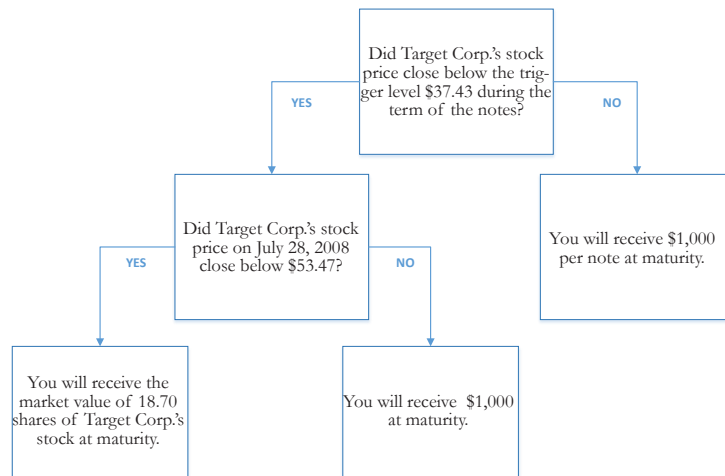 Did Target Corp.'s stock
price close below the trig-
ger level $37.43 during the
term of the notes?
YES
NO
Did Target Corp.'s stock
price on July 28, 2008
close below $53.47?
You will receive $1,000
per note at maturity.
YES
NO
You will receive the
market value of 18.70
shares of Target Corp.'s
stock at maturity.
You will receive $1,000
at maturity.